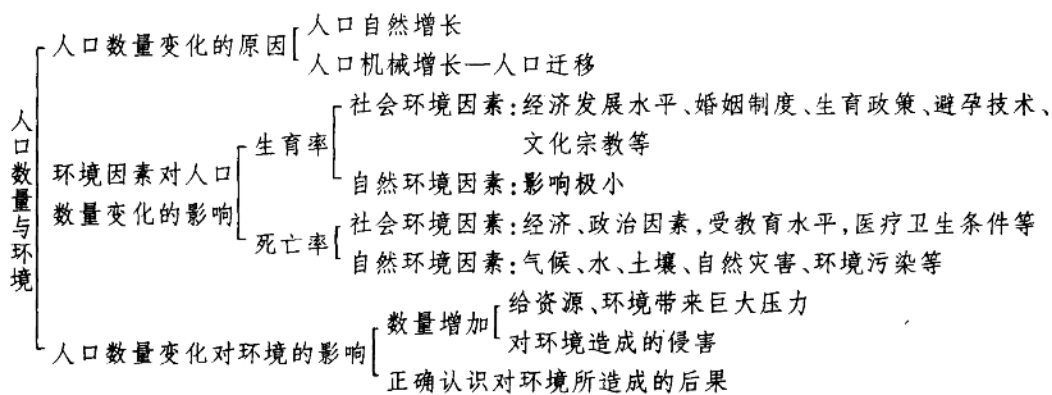 人口数量与环境
人口数量变化的原因
人口自然增长
人口机械增长—人口迁移
环境因素对人口
数量变化的影响
生育率
社会环境因素:经济发展水平、婚姻制度、生育政策、避孕技术、
文化宗教等
自然环境因素:影响极小
死亡率
社会环境因素:经济、政治因素,受教育水平,医疗卫生条件等
自然环境因素:气候、水、土壤、自然灾害、环境污染等
人口数量变化对环境的影响
数量增加
给资源、环境带来巨大压力
对环境造成的侵害
正确认识对环境所造成的后果